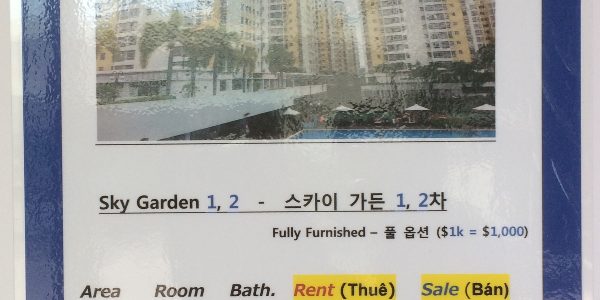 Sky Garden 1, 2 - 스카이 가든 1, 2차
Fully Furnished – 풀 옵션 ($1k = $1,000)
Area Room Bath. Rent (Thuê) Sale (Bán)